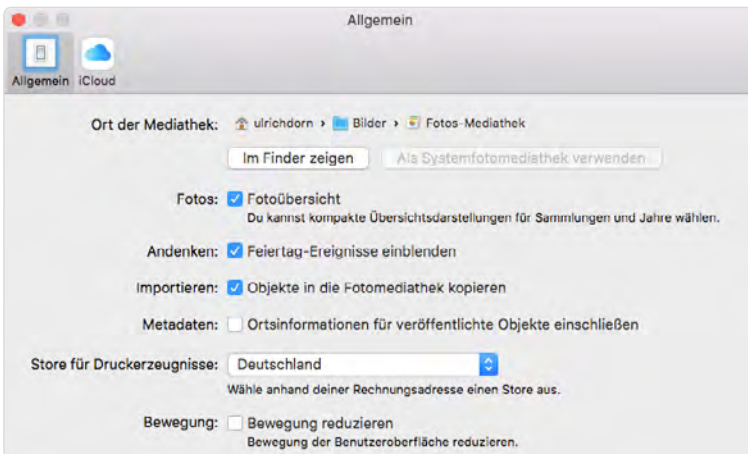 Allgemein
Allgemein iCloud
Ort der Mediathek: ulrichdorn › Bilder › Fotos-Mediathek
Im Finder zeigen Als Systemfotomediathek verwenden
Fotos: Fotoübersicht
Du kannst kompakte Übersichtsdarstellungen für Sammlungen und Jahre wählen.
Andenken: Feiertag-Ereignisse einblenden
Importieren: Objekte in die Fotomediathek kopieren
Metadaten: Ortsinformationen für veröffentlichte Objekte einschließen
Store für Druckerzeugnisse: Deutschland
Wähle anhand deiner Rechnungsadresse einen Store aus.
Bewegung: Bewegung reduzieren
Bewegung der Benutzeroberfläche reduzieren.